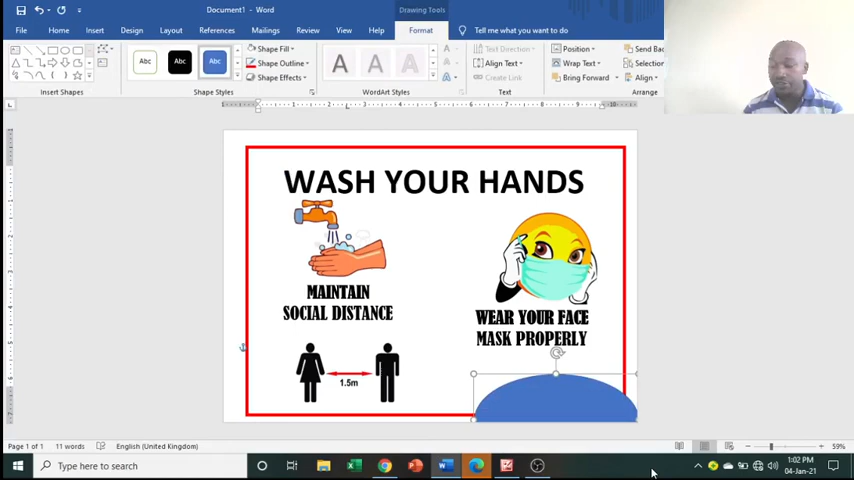 Document1 - Word
Drawing Tools
File
Home
Insert
Design
Layout
References
Mailings
Review
View
Help
Format
Tell me what you want to do
Abc
Abc
Abc
Shape Fill
Shape Outline
Shape Effects
A
A
A
Text Direction
Align Text
Create Link
Position
Wrap Text
Bring Forward
Send Back
Selection
Align
Insert Shapes
Shape Styles
WordArt Styles
Text
Arrange
WASH YOUR HANDS
MAINTAIN
SOCIAL DISTANCE
WEAR YOUR FACE
MASK PROPERLY
1.5m
Page 1 of 1
11 words
English (United Kingdom)
59%
Type here to search
1:02 PM
04-Jan-21